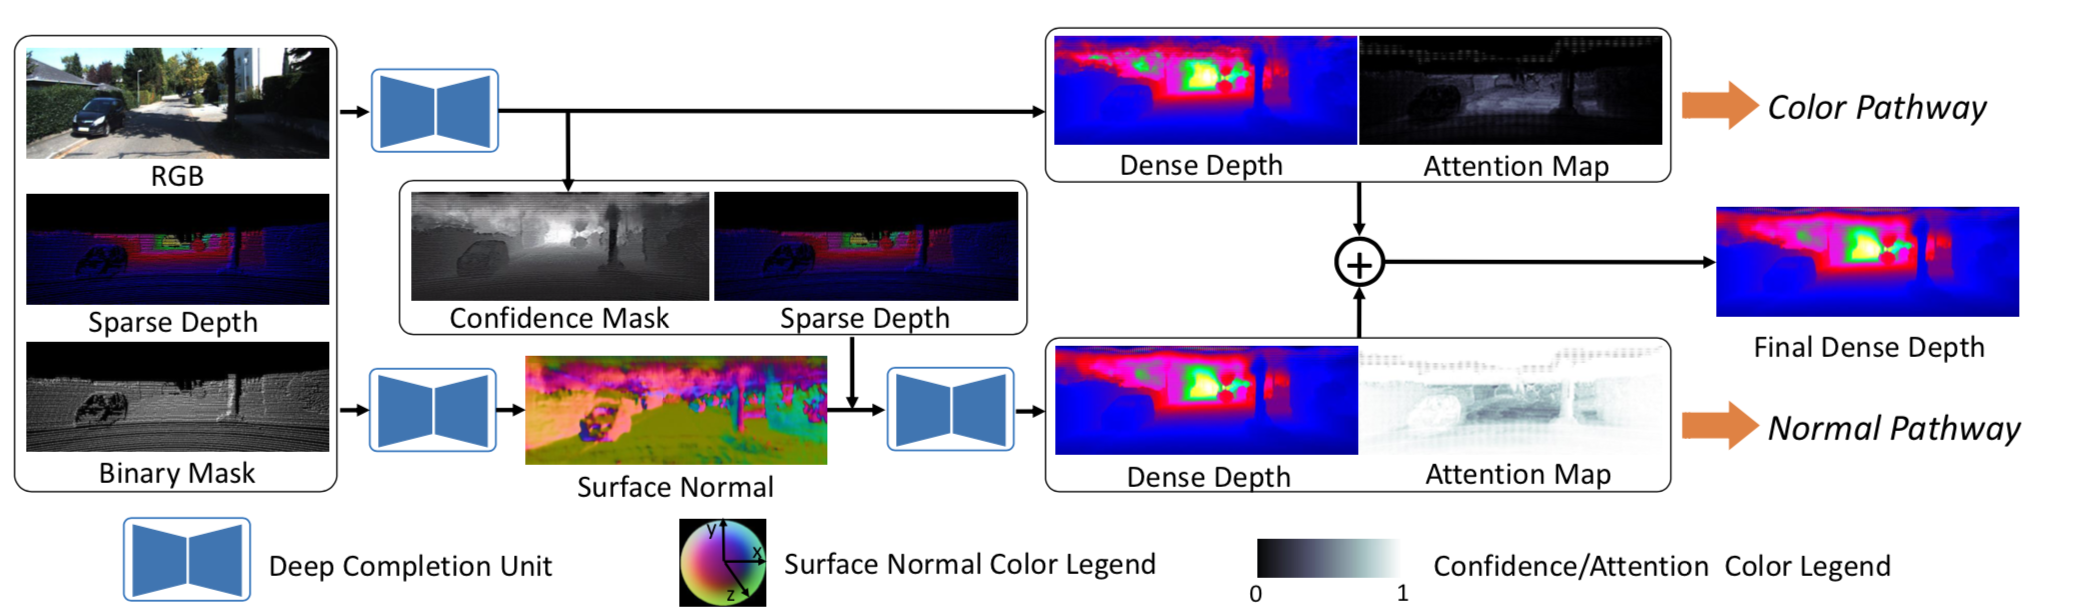 RGB
Sparse Depth
Binary Mask
Confidence Mask
Sparse Depth
Surface Normal
Dense Depth
Attention Map
Color Pathway
Final Dense Depth
Dense Depth
Attention Map
Normal Pathway
Deep Completion Unit
y
x
z
Surface Normal Color Legend
0
1
Confidence/Attention Color Legend